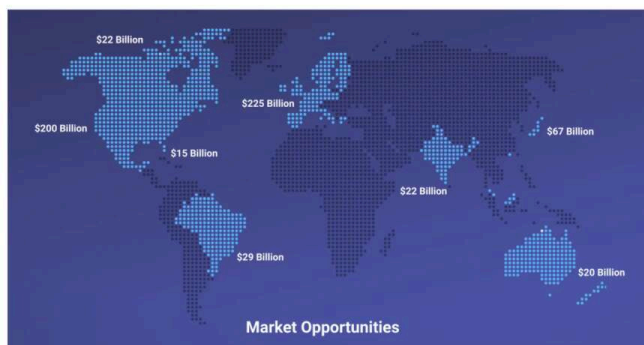 $22 Billion
$225 Billion
$200 Billion
$67 Billion
$15 Billion
$22 Billion
$29 Billion
$20 Billion
Market Opportunities